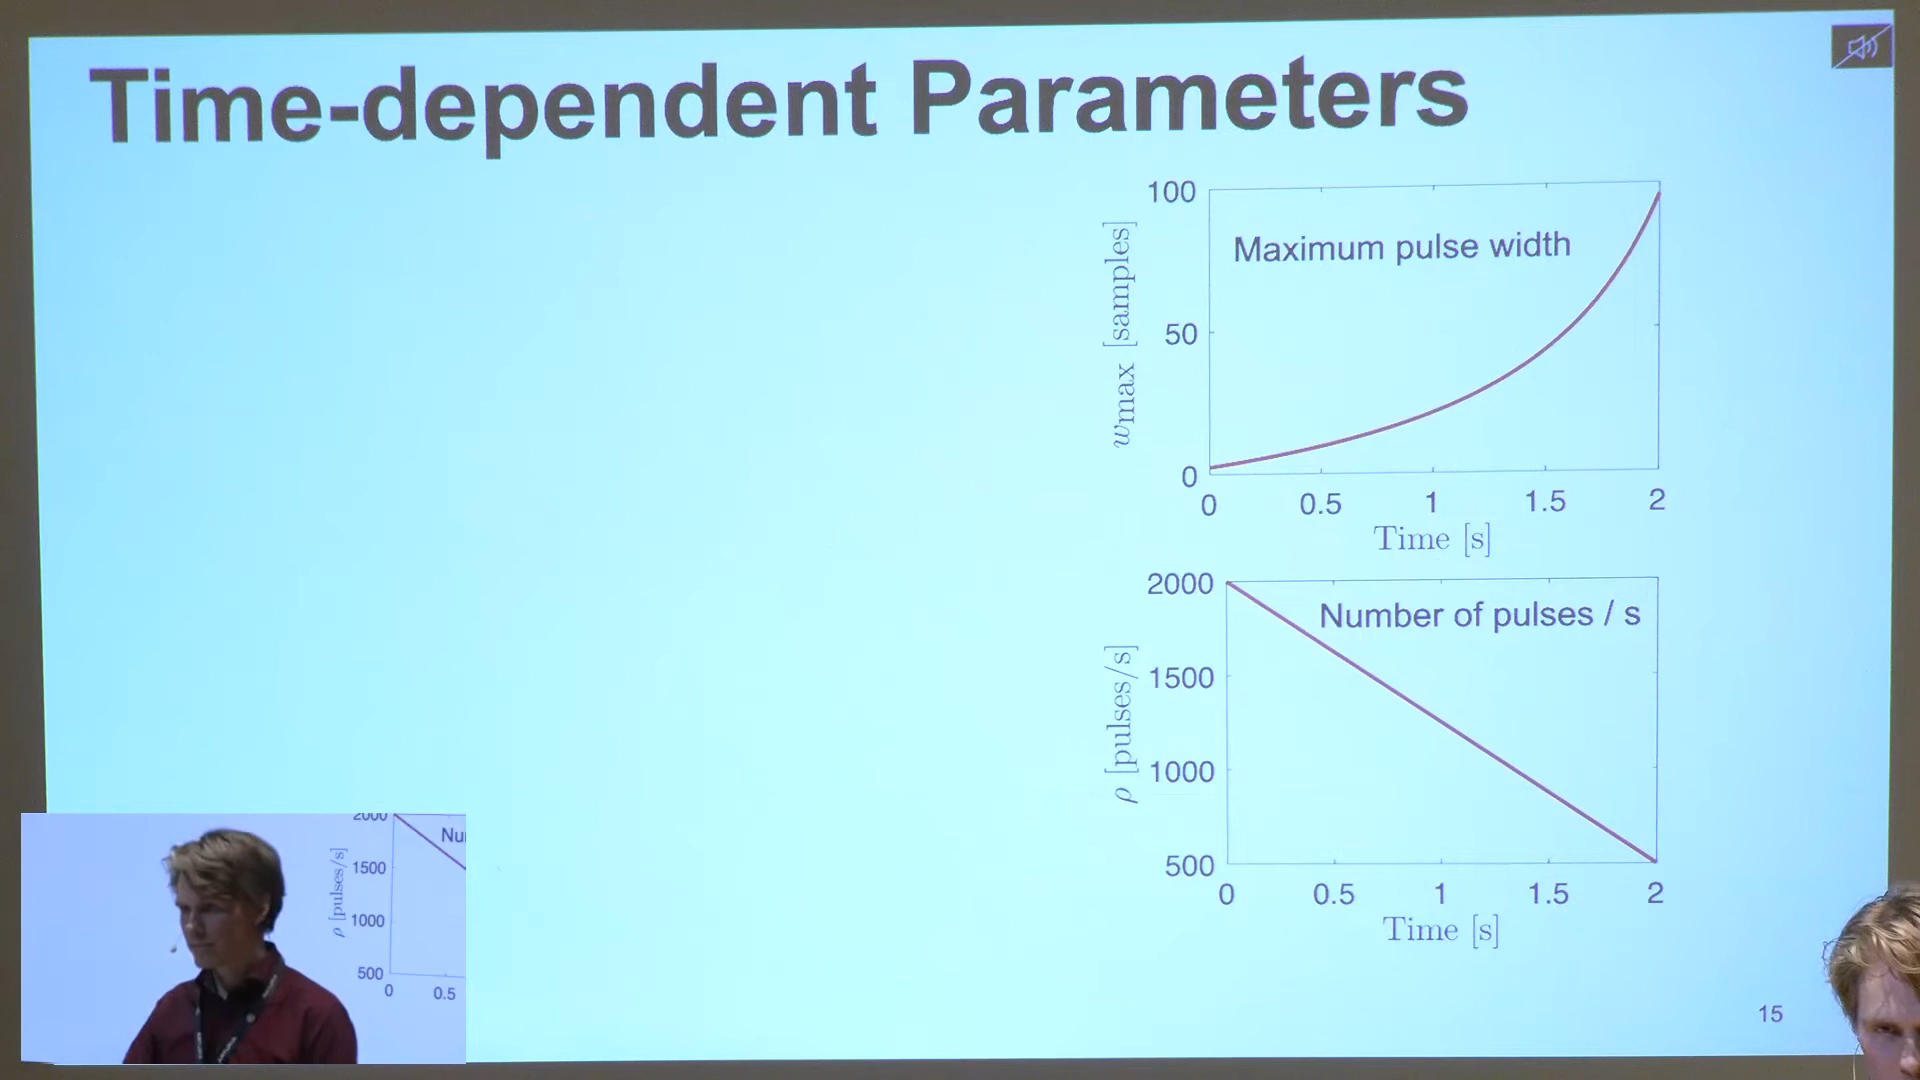 Time-dependent Parameters
100
Maximum pulse width
wmax [samples]
50
0
0 0.5 1 1.5 2
Time [s]
2000
Number of pulses / s
ρ [pulses/s]
1500
1000
500
0 0.5 1 1.5 2
Time [s]
15
2000
Nu
ρ [pulses/s]
1500
1000
500
0 0.5